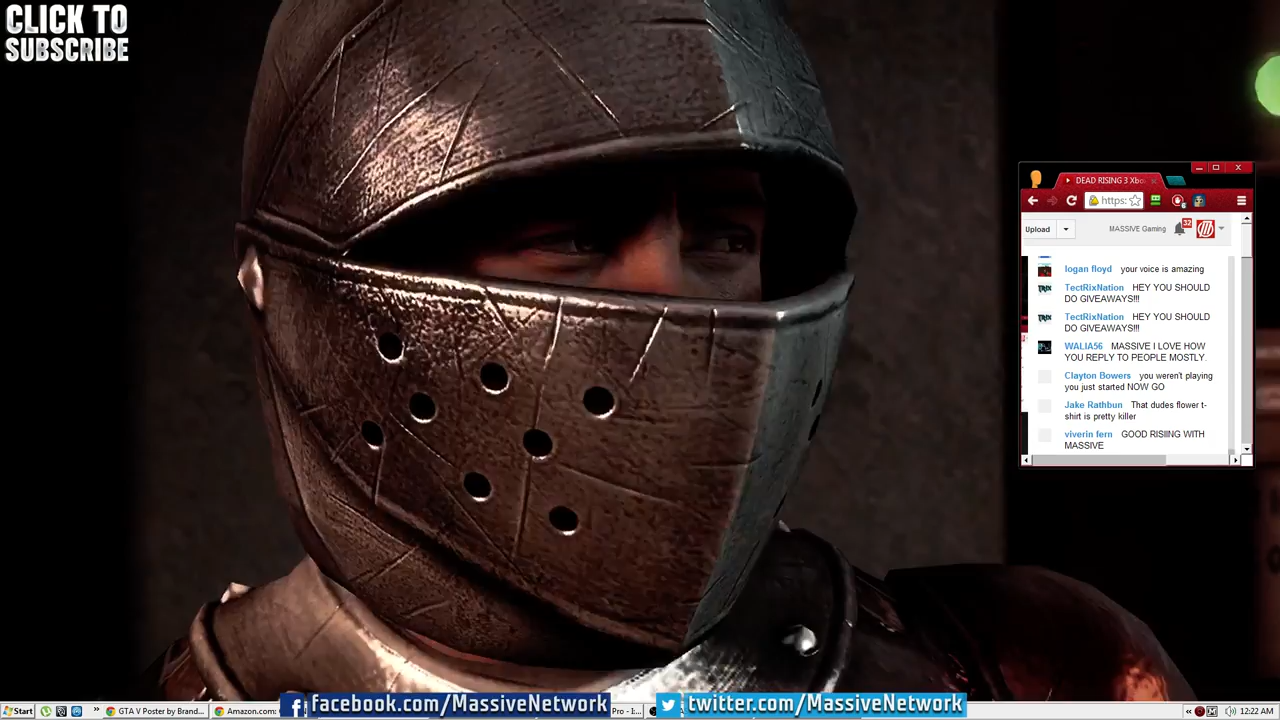 CLICK TO
SUBSCRIBE
DEAD RISING 3 Xbo
https:
Upload
MASSIVE Gaming
32
logan floyd your voice is amazing
TectRixNation HEY YOU SHOULD
DO GIVEAWAYS!!!
TectRixNation HEY YOU SHOULD
DO GIVEAWAYS!!!
WALIA56 MASSIVE I LOVE HOW
YOU REPLY TO PEOPLE MOSTLY.
Clayton Bowers you weren't playing
you just started NOW GO
Jake Rathbun That dudes flower t-
shirt is pretty killer
viverin fern GOOD RISIING WITH
MASSIVE
Start
GTA V Poster by Brand...
Amazon.com:
facebook.com/MassiveNetwork
Pro - 1:...
twitter.com/MassiveNetwork
12:22 AM